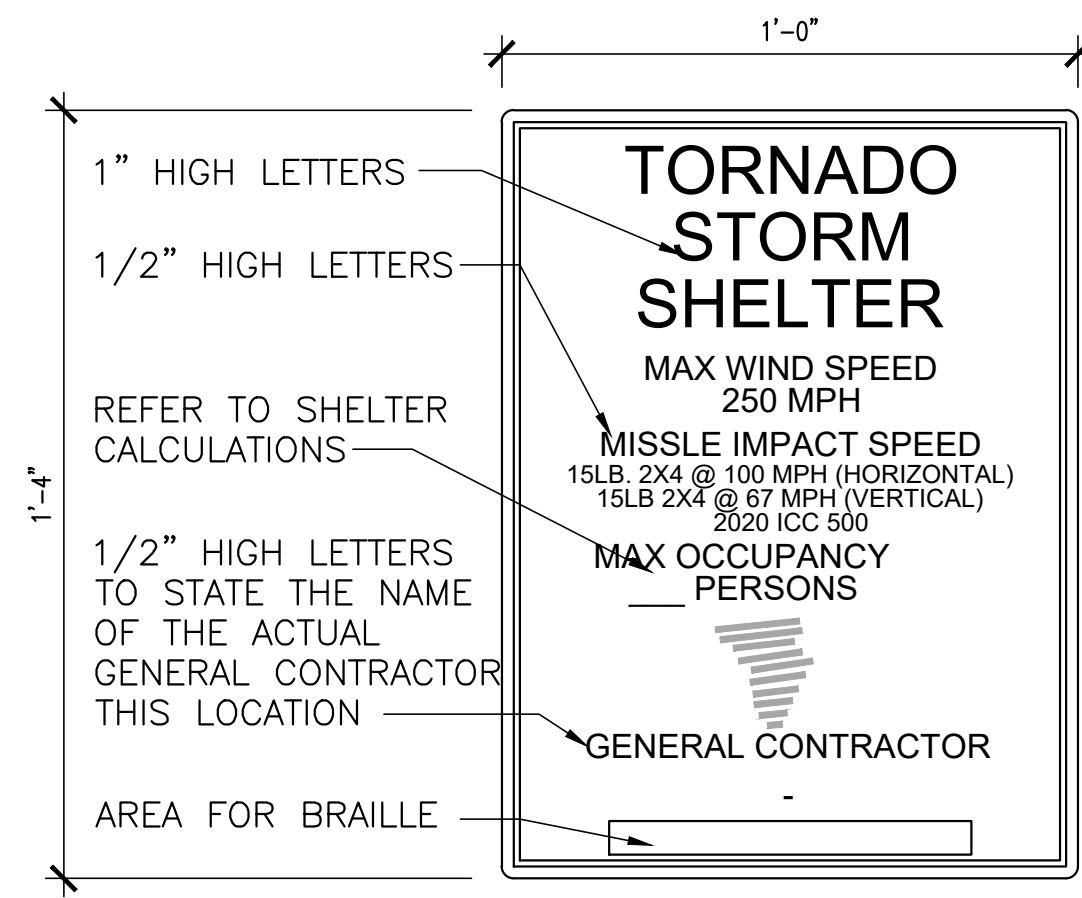 1'-0"
1'-4"
1" HIGH LETTERS
1/2" HIGH LETTERS
REFER TO SHELTER
CALCULATIONS
1/2" HIGH LETTERS
TO STATE THE NAME
OF THE ACTUAL
GENERAL CONTRACTOR
THIS LOCATION
AREA FOR BRAILLE
TORNADO
STORM
SHELTER
MAX WIND SPEED
250 MPH
MISSLE IMPACT SPEED
15LB. 2X4 @ 100 MPH (HORIZONTAL)
15LB 2X4 @ 67 MPH (VERTICAL)
2020 ICC 500
MAX OCCUPANCY
___ PERSONS
GENERAL CONTRACTOR
-